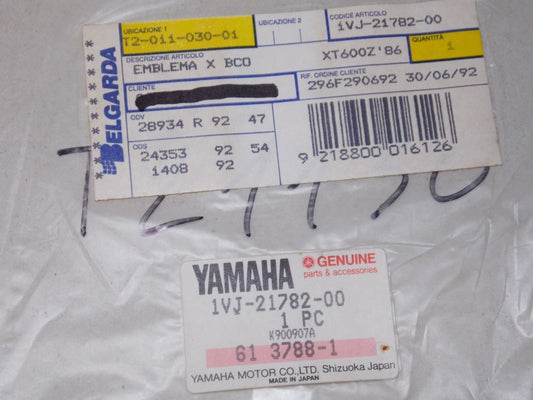 UBICAZIONE 1
T2-011-030-01
UBICAZIONE 2
CODICE ARTICOLO
1VJ-21782-00
DESCRIZIONE ARTICOLO
EMBLEMA X BCO
XT600Z'86
QUANTITÀ
1
CLIENTE
RIF. ORDINE CLIENTE
296F290692 30/06/92
ODV
28934 R 92 47
ODS
24353 92 54
1408 92
9 218800 016126
BELGARDA
YAMAHA
GENUINE
parts & accessories
1VJ-21782-00
1 PC
K900907A
61 3788-1
YAMAHA MOTOR CO.,LTD. Shizuoka Japan
MADE IN JAPAN